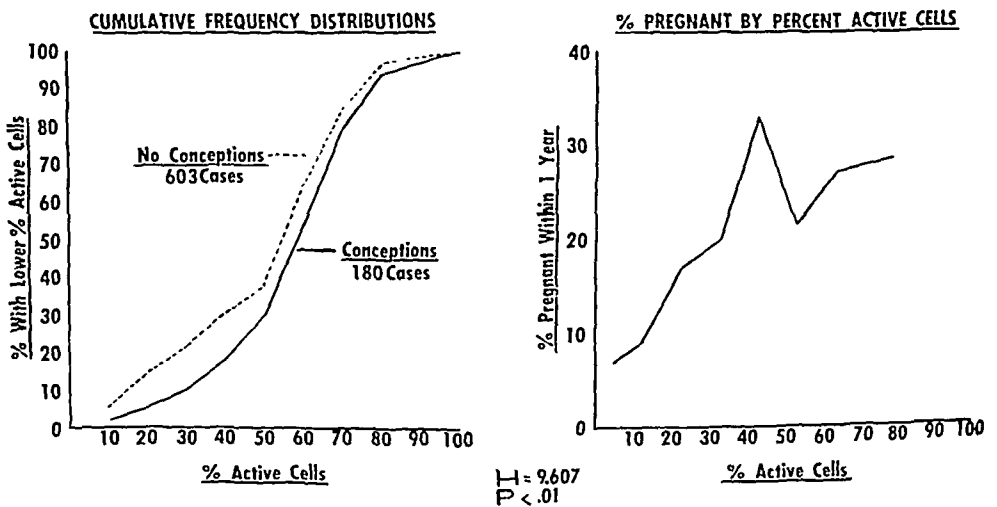 CUMULATIVE FREQUENCY DISTRIBUTIONS
100
90
80
70
60
50
40
30
20
10
0
% With Lower % Active Cells
No Conceptions
603 Cases
Conceptions
180 Cases
10 20 30 40 50 60 70 80 90 100
% Active Cells
% PREGNANT BY PERCENT ACTIVE CELLS
40
30
20
10
0
% Pregnant Within 1 Year
10 20 30 40 50 60 70 80 90 100
% Active Cells
H = 9.607
P < .01